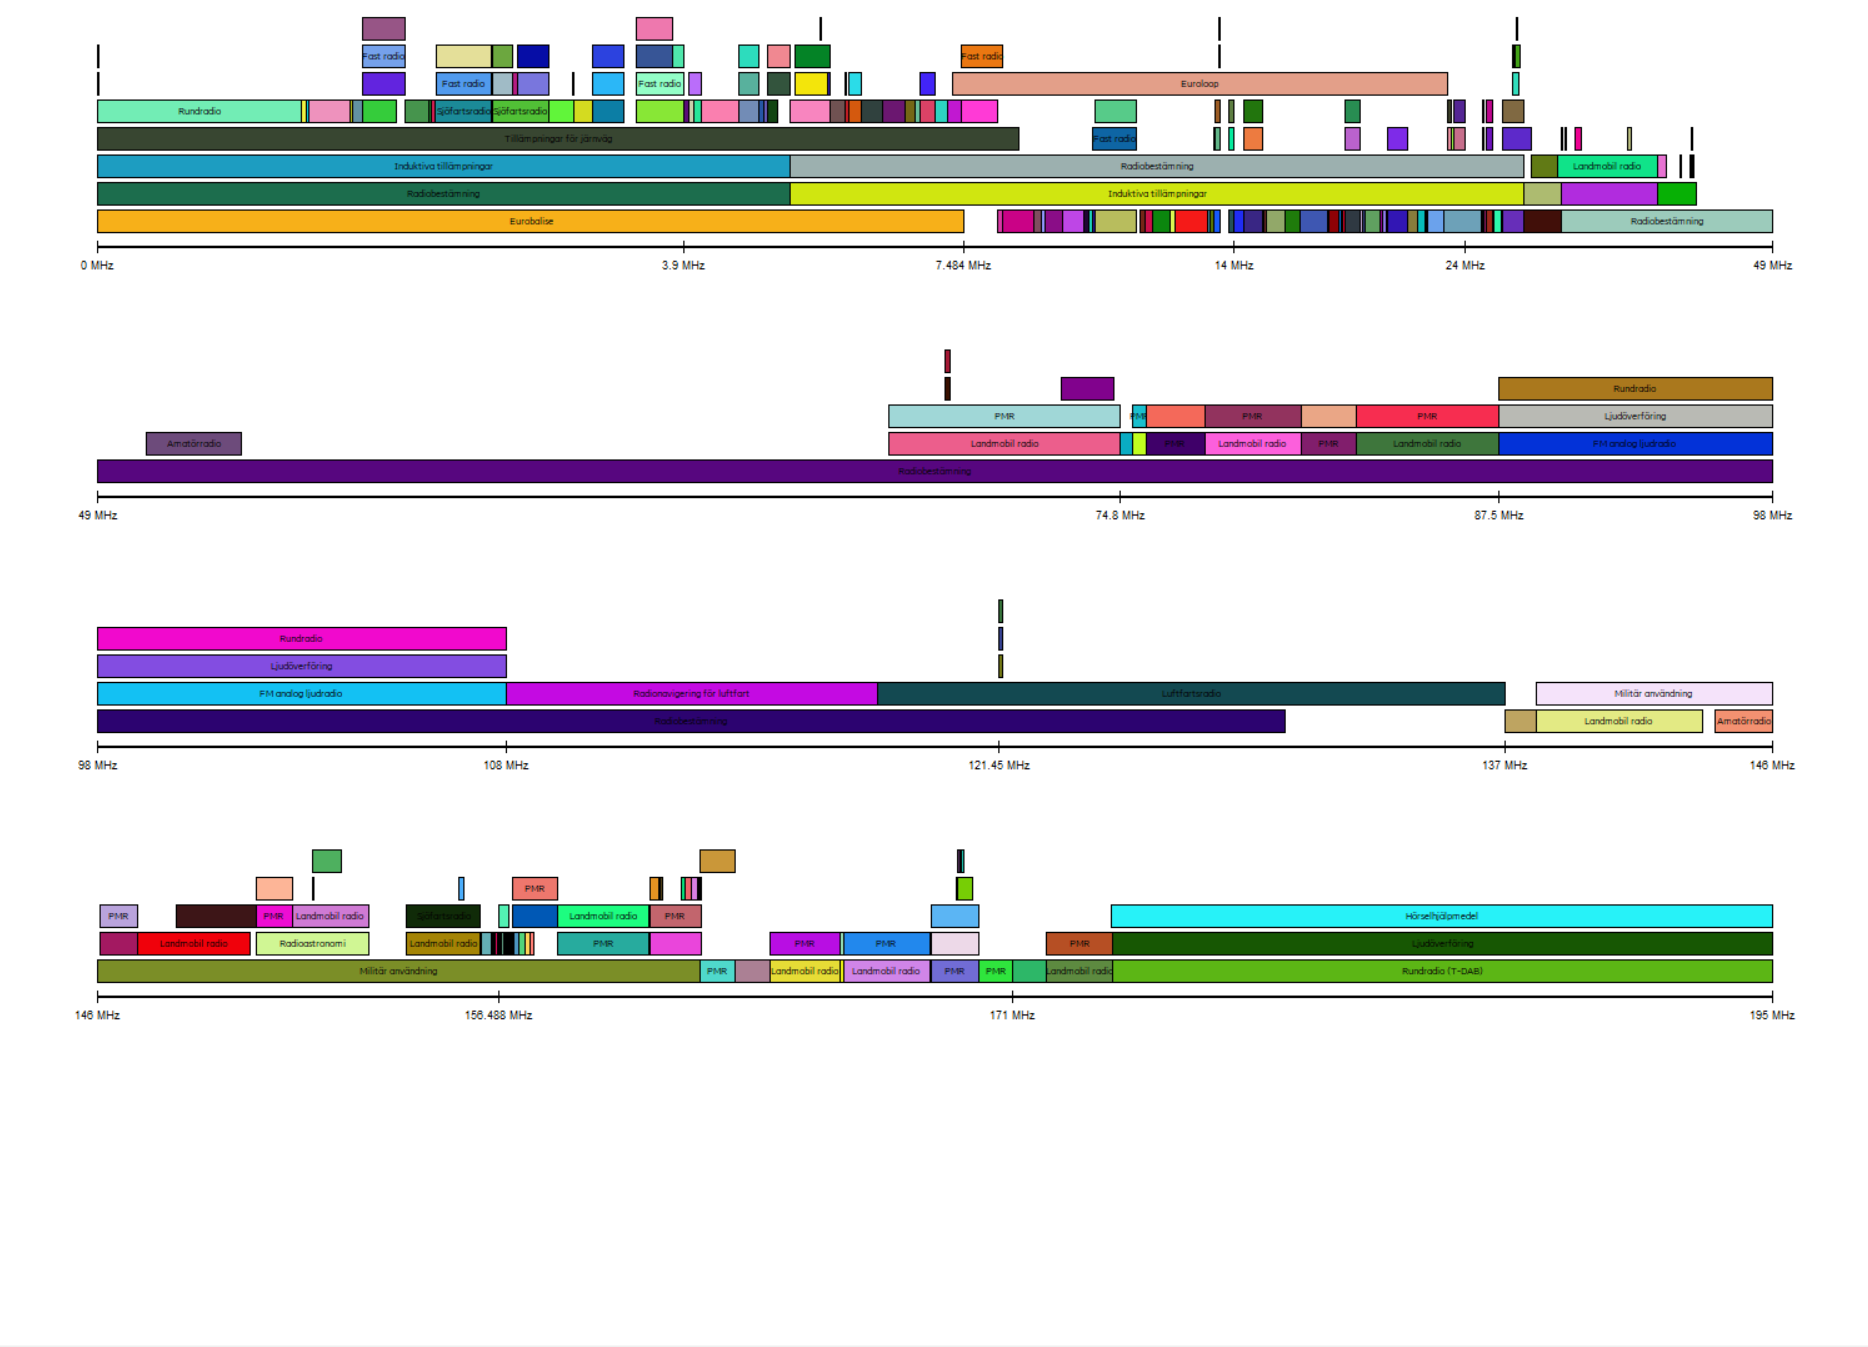 Fast radio
Fast radio
Fast radio
Fast radio
Euroloop
Rundradio
Sjöfartsradio
Sjöfartsradio
Tillämpningar för järnväg
Fast radio
Induktiva tillämpningar
Radiobestämning
Landmobil radio
Radiobestämning
Induktiva tillämpningar
Eurobalise
Radiobestämning
0 MHz
3.9 MHz
7.484 MHz
14 MHz
24 MHz
49 MHz
Rundradio
PMR
PMR
PMR
PMR
Ljudöverföring
Amatörradio
Landmobil radio
PMR
Landmobil radio
PMR
Landmobil radio
FM analog ljudradio
Radiobestämning
49 MHz
74.8 MHz
87.5 MHz
98 MHz
Rundradio
Ljudöverföring
FM analog ljudradio
Radionavigering för luftfart
Luftfartsradio
Militär användning
Radiobestämning
Landmobil radio
Amatörradio
98 MHz
108 MHz
121.45 MHz
137 MHz
146 MHz
PMR
PMR
PMR
Landmobil radio
Sjöfartsradio
Landmobil radio
PMR
Hörselhjälpmedel
Landmobil radio
Radioastronomi
Landmobil radio
PMR
PMR
PMR
PMR
Ljudöverföring
Militär användning
PMR
Landmobil radio
Landmobil radio
PMR
PMR
Landmobil radio
Rundradio (T-DAB)
146 MHz
156.488 MHz
171 MHz
195 MHz